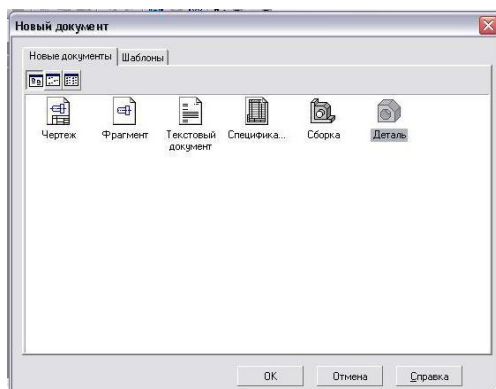 Новый документ
Новые документы Шаблоны
Чертеж Фрагмент Текстовый документ Специфика... Сборка Деталь
OK Отмена Справка